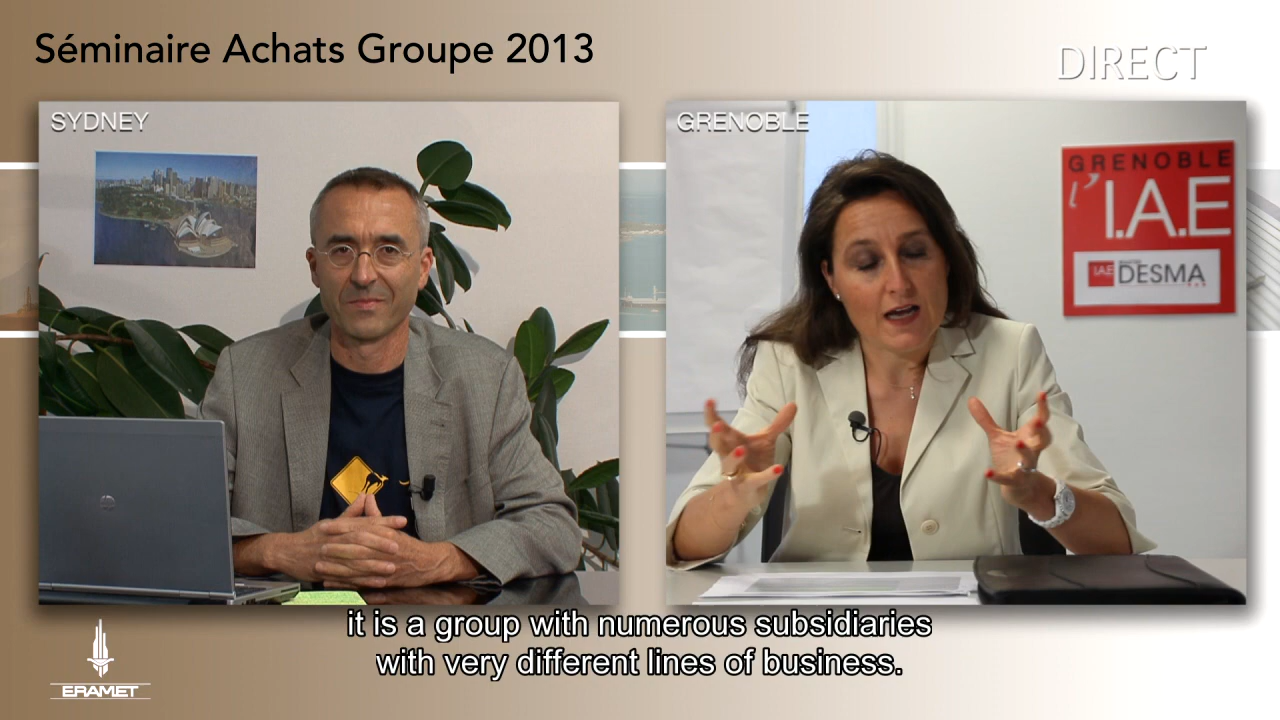 Séminaire Achats Groupe 2013
DIRECT
SYDNEY
GRENOBLE
GRENOBLE
l'I.A.E
IAE
DESMA
it is a group with numerous subsidiaries
with very different lines of business.
ERAMET